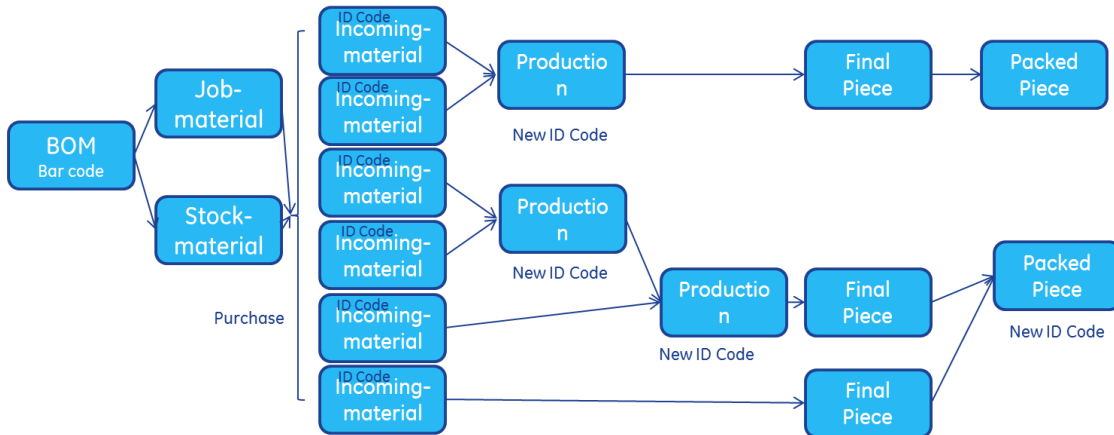 BOM
Bar code
Job-
material
Stock-
material
Purchase
ID Code
Incoming-
material
ID Code
Incoming-
material
ID Code
Incoming-
material
ID Code
Incoming-
material
ID Code
Incoming-
material
ID Code
Incoming-
material
Productio
n
New ID Code
Productio
n
New ID Code
Productio
n
New ID Code
Final
Piece
Packed
Piece
Final
Piece
Final
Piece
Packed
Piece
New ID Code